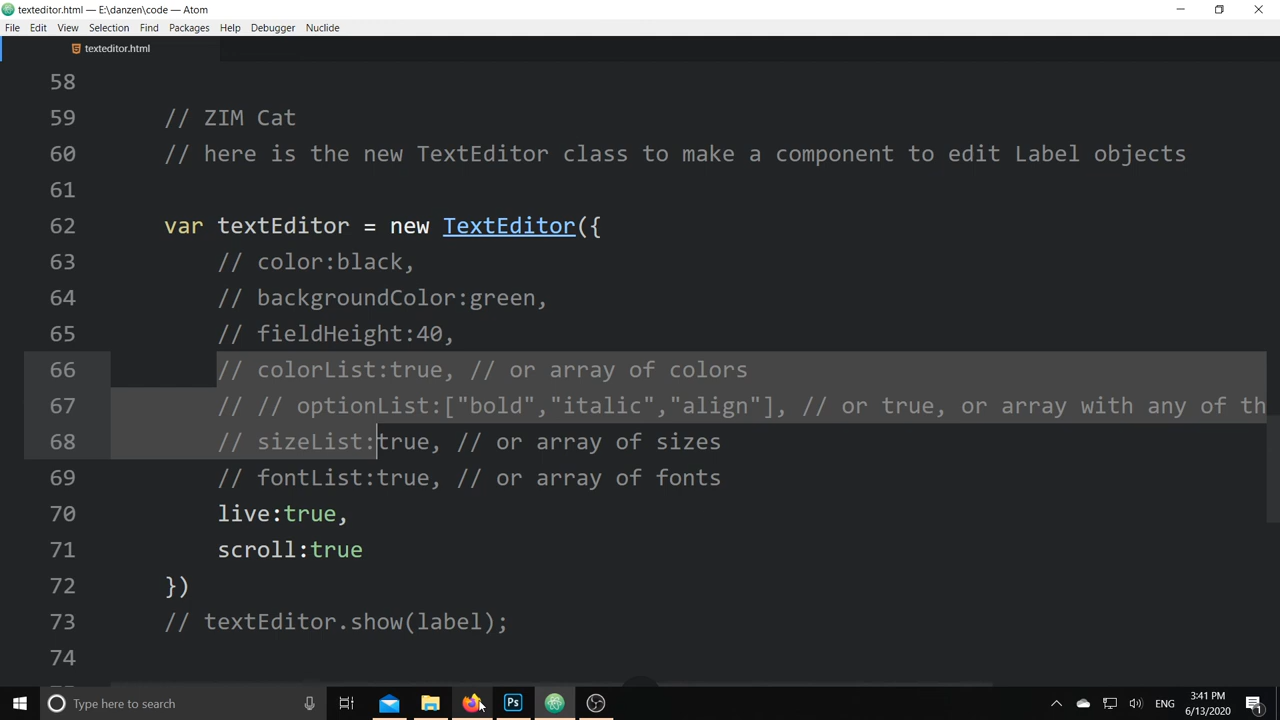 texteditor.html — E:\danzen\code — Atom
File Edit View Selection Find Packages Help Debugger Nuclide
texteditor.html
58
59 // ZIM Cat
60 // here is the new TextEditor class to make a component to edit Label objects
61
62 var textEditor = new TextEditor({
63 // color:black,
64 // backgroundColor:green,
65 // fieldHeight:40,
66 // colorList:true, // or array of colors
67 // // optionList:["bold","italic","align"], // or true, or array with any of th
68 // sizeList:true, // or array of sizes
69 // fontList:true, // or array of fonts
70 live:true,
71 scroll:true
72 })
73 // textEditor.show(label);
74
Type here to search
Ps
ENG
3:41 PM
6/13/2020
1